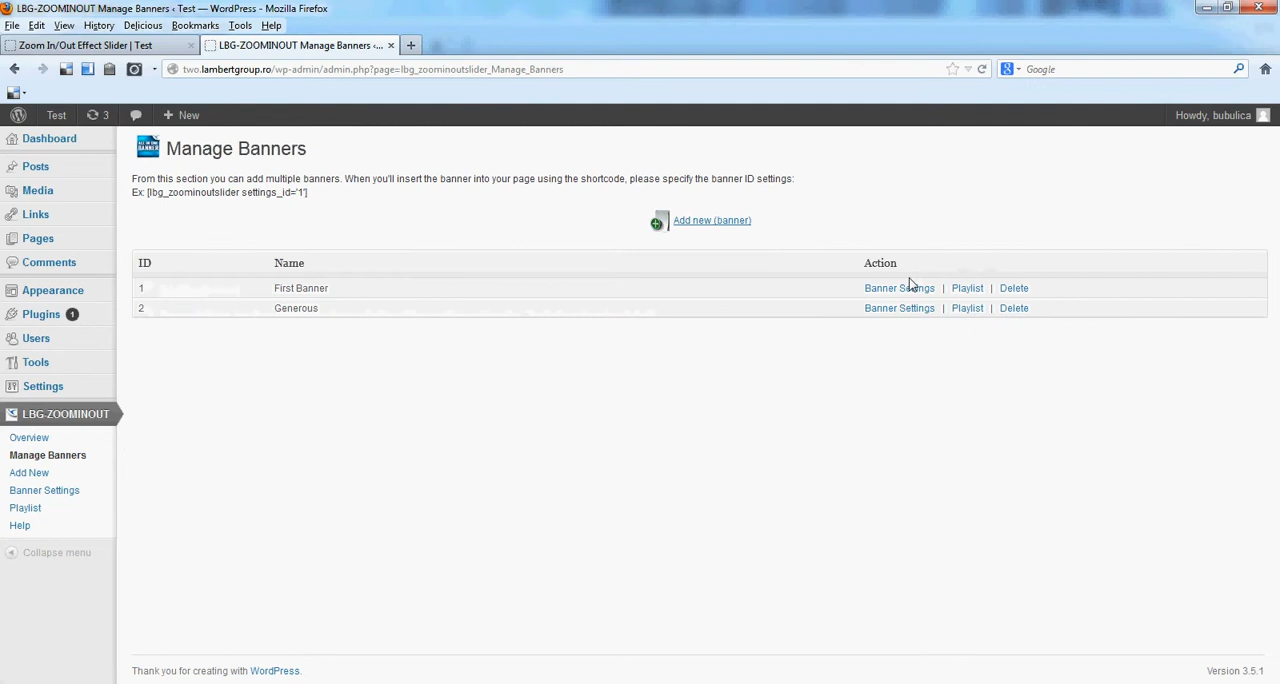 LBG-ZOOMINOUT Manage Banners ‹ Test — WordPress - Mozilla Firefox
File Edit View History Delicious Bookmarks Tools Help
Zoom In/Out Effect Slider | Test
LBG-ZOOMINOUT Manage Banners ‹...
two.lambertgroup.ro/wp-admin/admin.php?page=lbg_zoominoutslider_Manage_Banners
Google
Test 3 + New
Howdy, bubulica
Dashboard
Posts
Media
Links
Pages
Comments
Appearance
Plugins 1
Users
Tools
Settings
LBG-ZOOMINOUT
Overview
Manage Banners
Add New
Banner Settings
Playlist
Help
Collapse menu
ALL IN ONE BANNER
Manage Banners
From this section you can add multiple banners. When you'll insert the banner into your page using the shortcode, please specify the banner ID settings:
Ex: [lbg_zoominoutslider settings_id='1']
Add new (banner)
ID Name Action
1 First Banner Banner Settings | Playlist | Delete
2 Generous Banner Settings | Playlist | Delete
Thank you for creating with WordPress.
Version 3.5.1